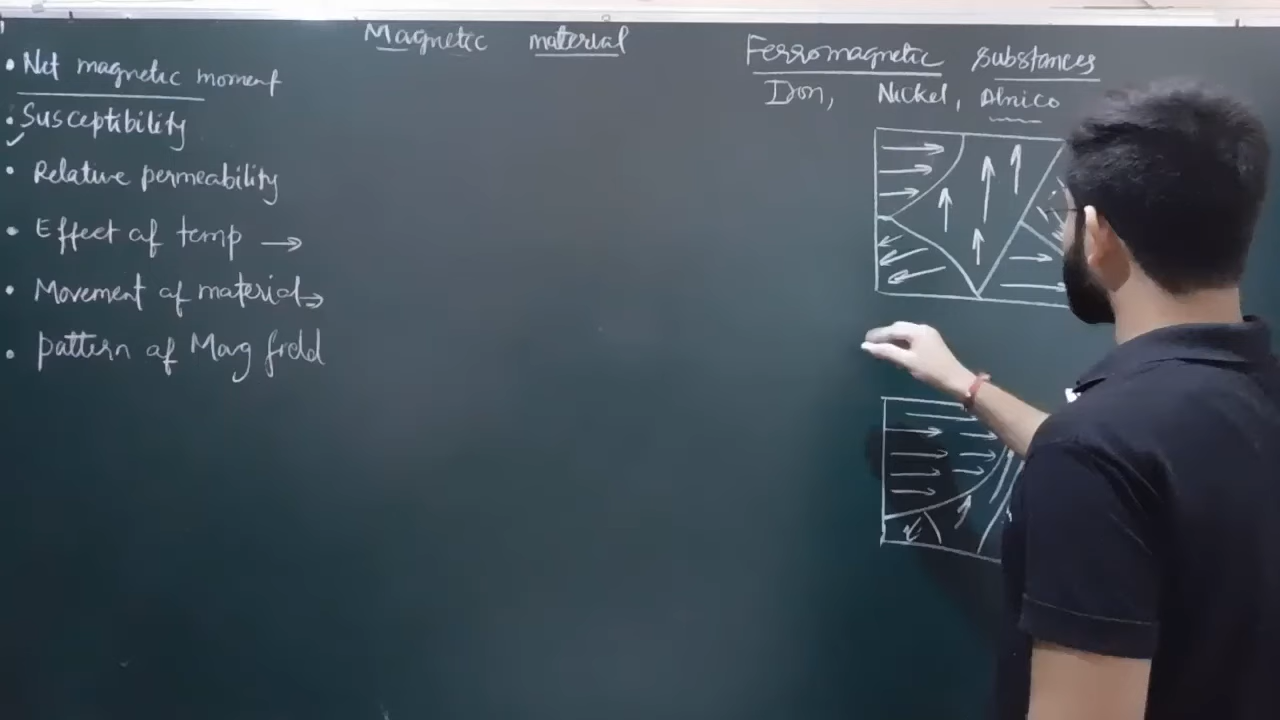 Magnetic material
• Net magnetic moment
• Susceptibility
• Relative permeability
• Effect of temp →
• Movement of material→
• pattern of Mag field
Ferromagnetic substances
Iron, Nickel, Alnico